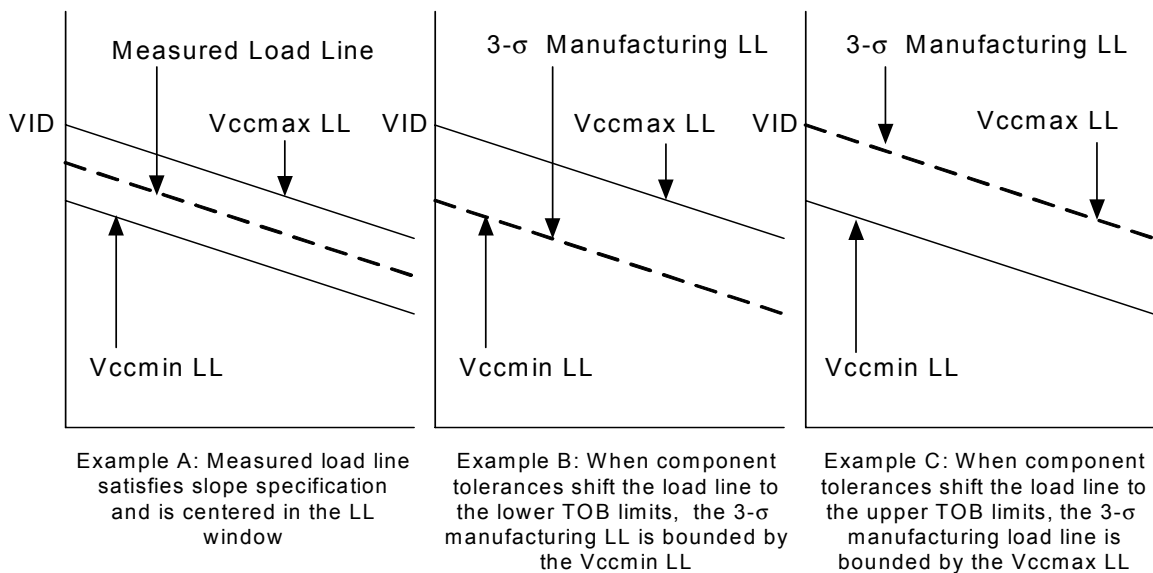 Measured Load Line
VID
Vccmax LL
Vccmin LL
Example A: Measured load line
satisfies slope specification
and is centered in the LL
window
3-σ Manufacturing LL
VID
Vccmax LL
Vccmin LL
Example B: When component
tolerances shift the load line to
the lower TOB limits, the 3-σ
manufacturing LL is bounded by
the Vccmin LL
3-σ Manufacturing LL
VID
Vccmax LL
Vccmin LL
Example C: When component
tolerances shift the load line to
the upper TOB limits, the 3-σ
manufacturing load line is
bounded by the Vccmax LL